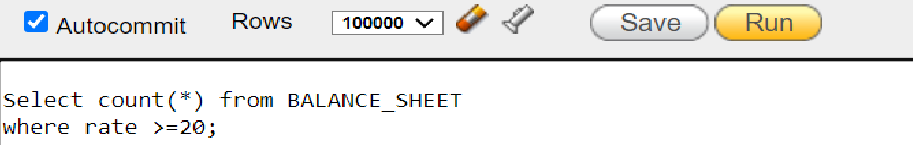 Autocommit Rows 100000 Save Run
Select count(*) from BALANCE_SHEET
where rate >=20;